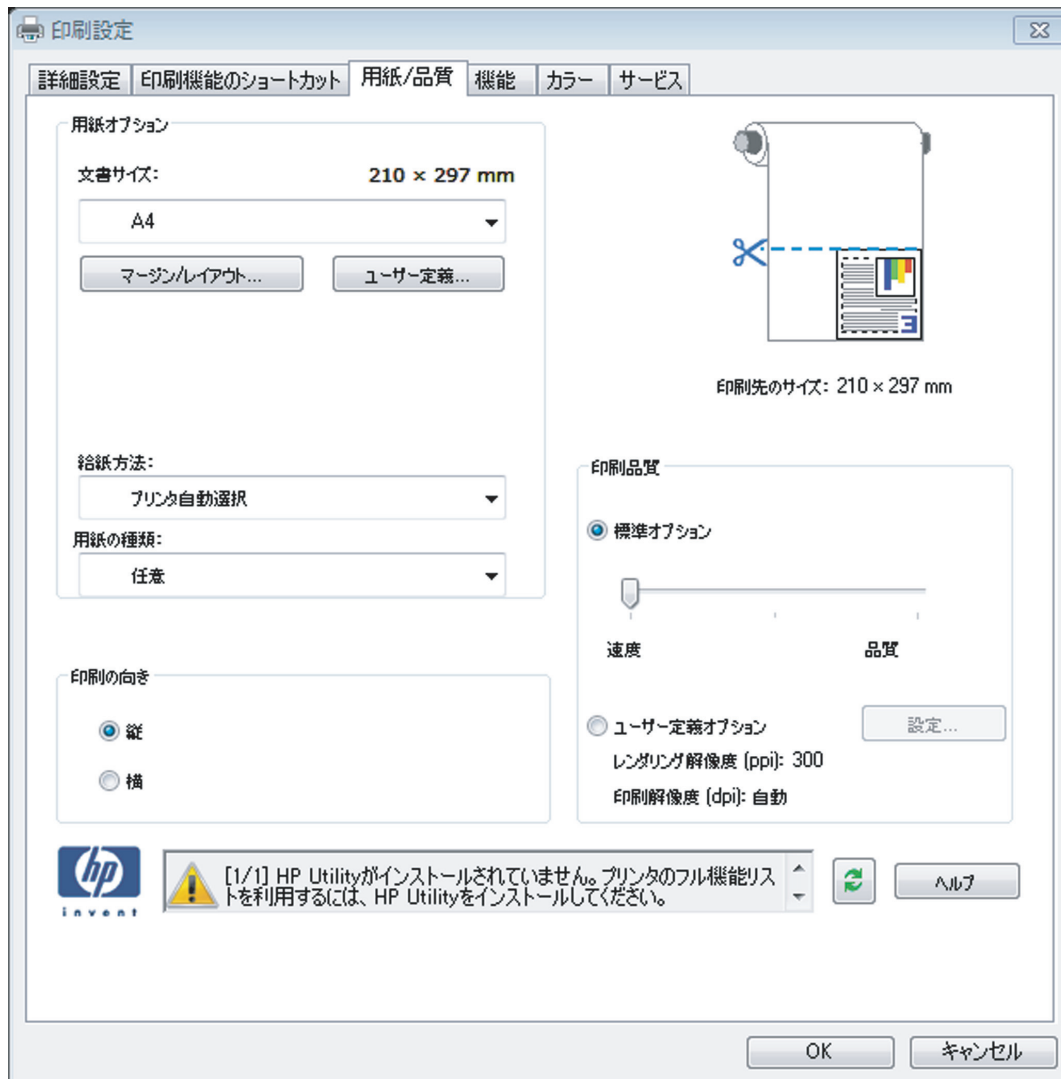 印刷設定
詳細設定 印刷機能のショートカット 用紙/品質 機能 カラー サービス
用紙オプション
文書サイズ: 210 × 297 mm
A4
マージン/レイアウト... ユーザー定義...
E
印刷先のサイズ: 210 × 297 mm
給紙方法:
プリンタ自動選択
用紙の種類:
任意
印刷品質
標準オプション
速度 品質
印刷の向き
縦
横
ユーザー定義オプション 設定...
レンダリング解像度 (ppi): 300
印刷解像度 (dpi): 自動
hp
invent
[1/1] HP Utilityがインストールされていません。プリンタのフル機能リス
トを利用するには、HP Utilityをインストールしてください。
ヘルプ
OK キャンセル